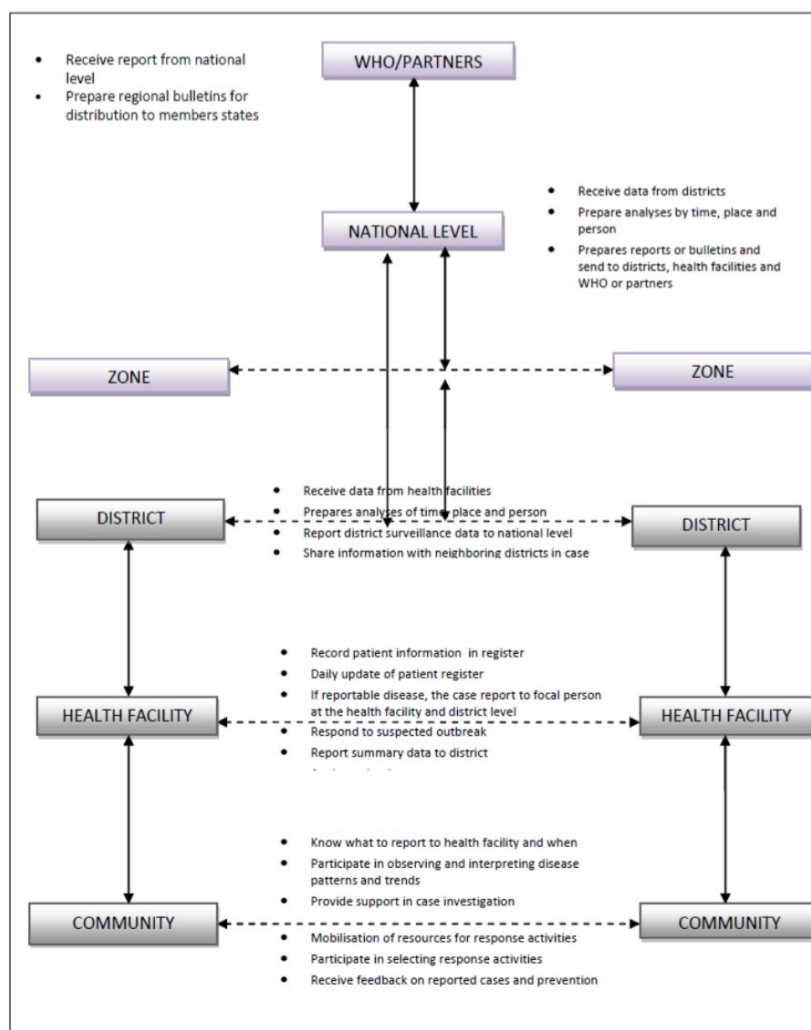 • Receive report from national
level
• Prepare regional bulletins for
distribution to members states
WHO/PARTNERS
• Receive data from districts
• Prepare analyses by time, place and
person
• Prepares reports or bulletins and
send to districts, health facilities and
WHO or partners
NATIONAL LEVEL
ZONE
ZONE
• Receive data from health facilities
• Prepares analyses of time, place and person
• Report district surveillance data to national level
• Share information with neighboring districts in case
DISTRICT
DISTRICT
• Record patient information in register
• Daily update of patient register
• If reportable disease, the case report to focal person
at the health facility and district level
• Respond to suspected outbreak
• Report summary data to district
HEALTH FACILITY
HEALTH FACILITY
• Know what to report to health facility and when
• Participate in observing and interpreting disease
patterns and trends
• Provide support in case investigation
COMMUNITY
COMMUNITY
• Mobilisation of resources for response activities
• Participate in selecting response activities
• Receive feedback on reported cases and prevention